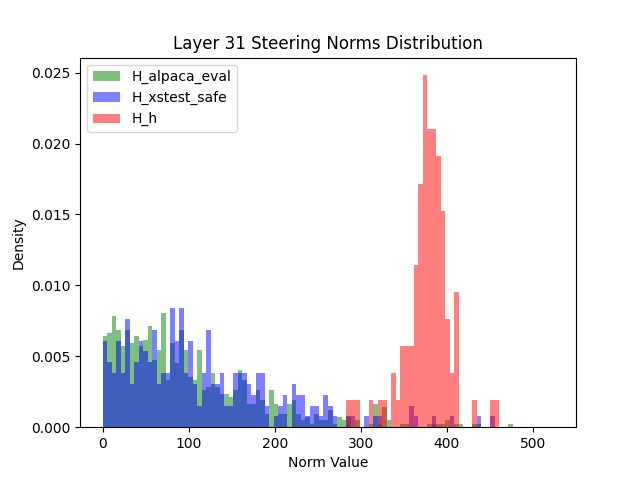 Layer 31 Steering Norms Distribution
H_alpaca_eval
H_xstest_safe
H_h
0.025
0.020
0.015
0.010
0.005
0.000
Density
0
100
200
300
400
500
Norm Value